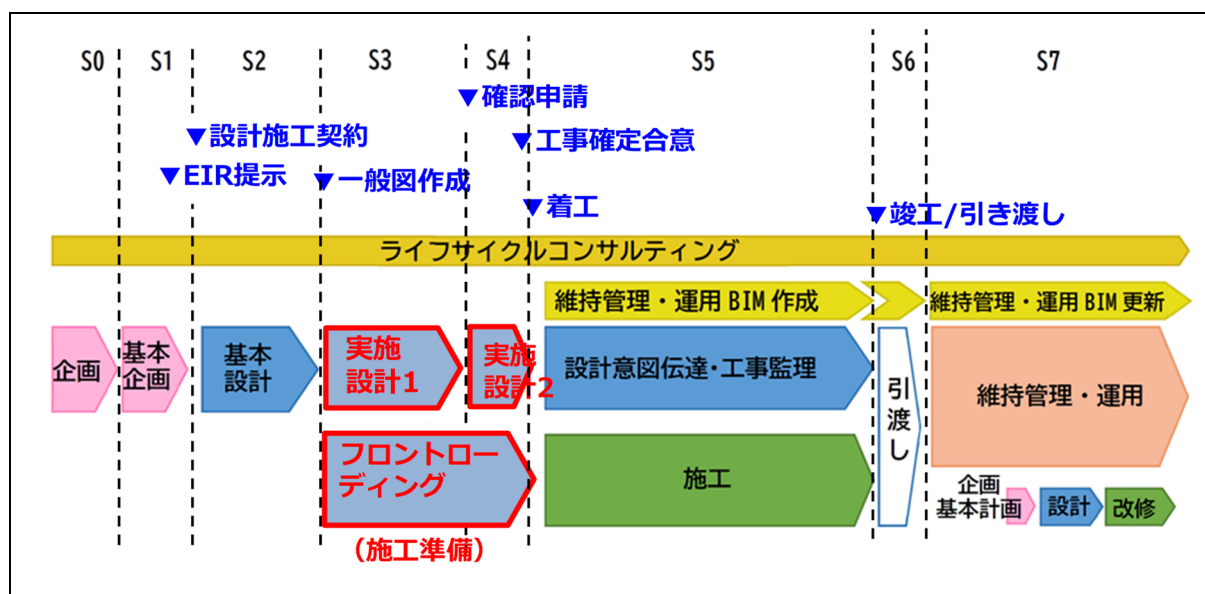 S0 S1 S2 S3 S4 S5 S6 S7
▼確認申請
▼設計施工契約
▼工事確定合意
▼EIR提示
▼一般図作成
▼着工
▼竣工/引き渡し
ライフサイクルコンサルティング
維持管理・運用 BIM 作成
維持管理・運用 BIM 更新
企画
基本
企画
基本
設計
実施
設計1
実施
設計2
設計意図伝達・工事監理
引渡し
維持管理・運用
フロントロー
ディング
(施工準備)
施工
企画
基本計画
設計
改修